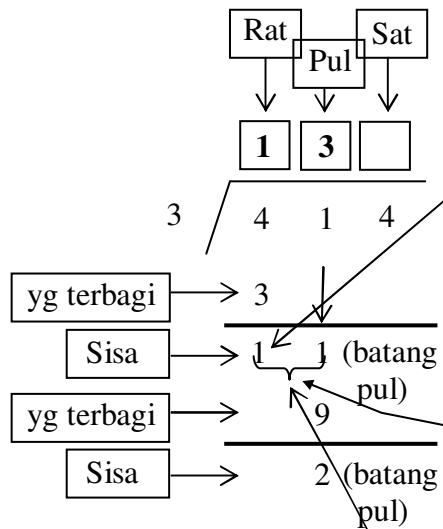 Rat Sat
Pul
1 3
3 4 1 4
yg terbagi 3
Sisa 1 1 (batang
pul)
yg terbagi 9
Sisa 2 (batang
pul)